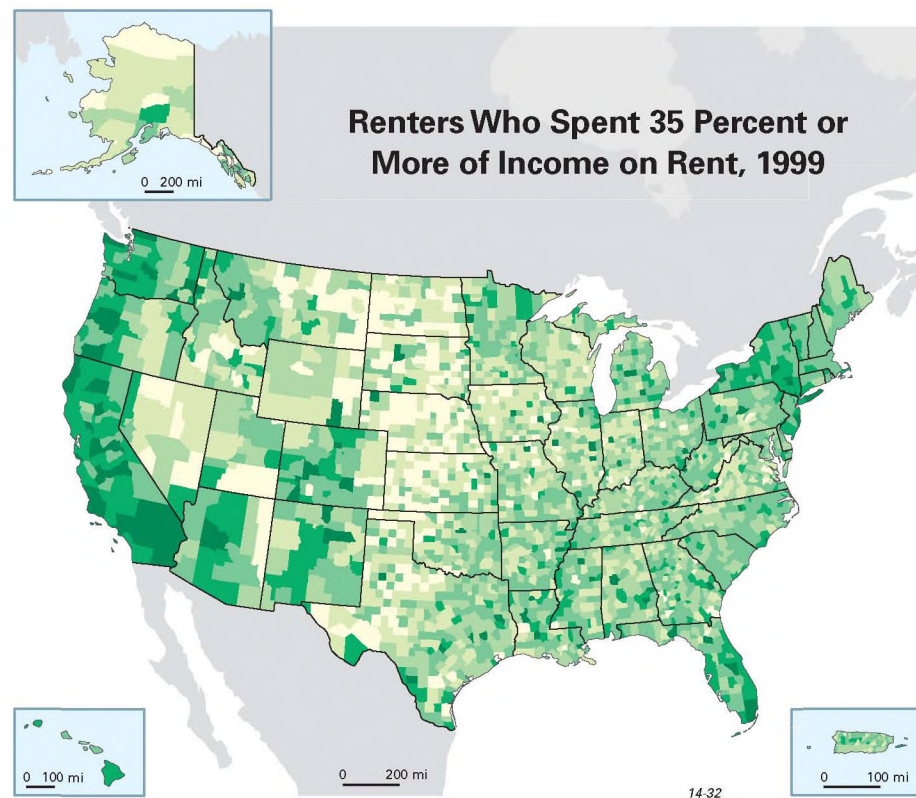 Renters Who Spent 35 Percent or
More of Income on Rent, 1999
0 200 mi
0 100 mi
0 200 mi
0 100 mi
14-32